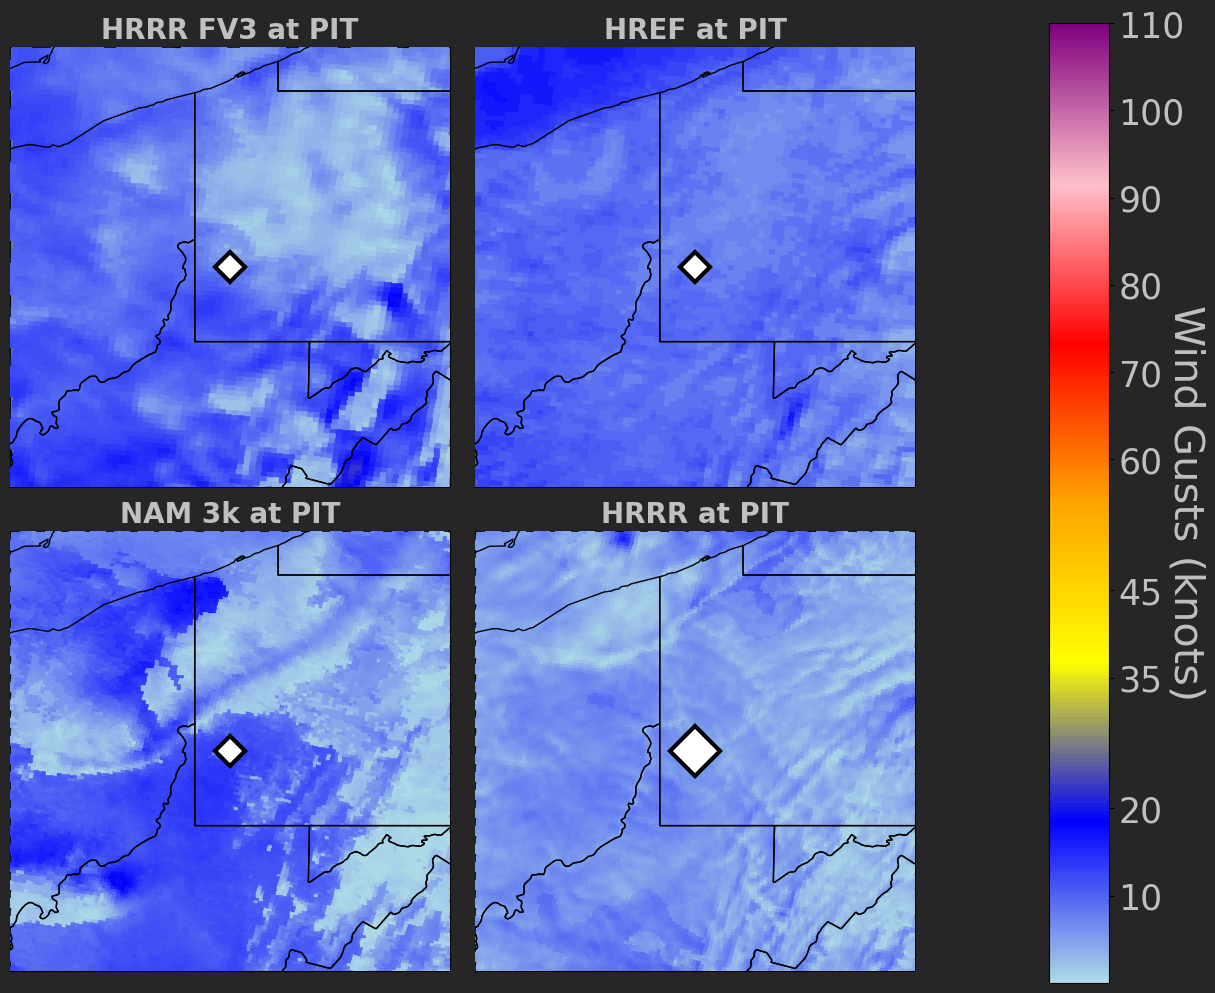 HRRR FV3 at PIT
HREF at PIT
NAM 3k at PIT
HRRR at PIT
110
100
90
80
70
60
45
35
20
10
Wind Gusts (knots)